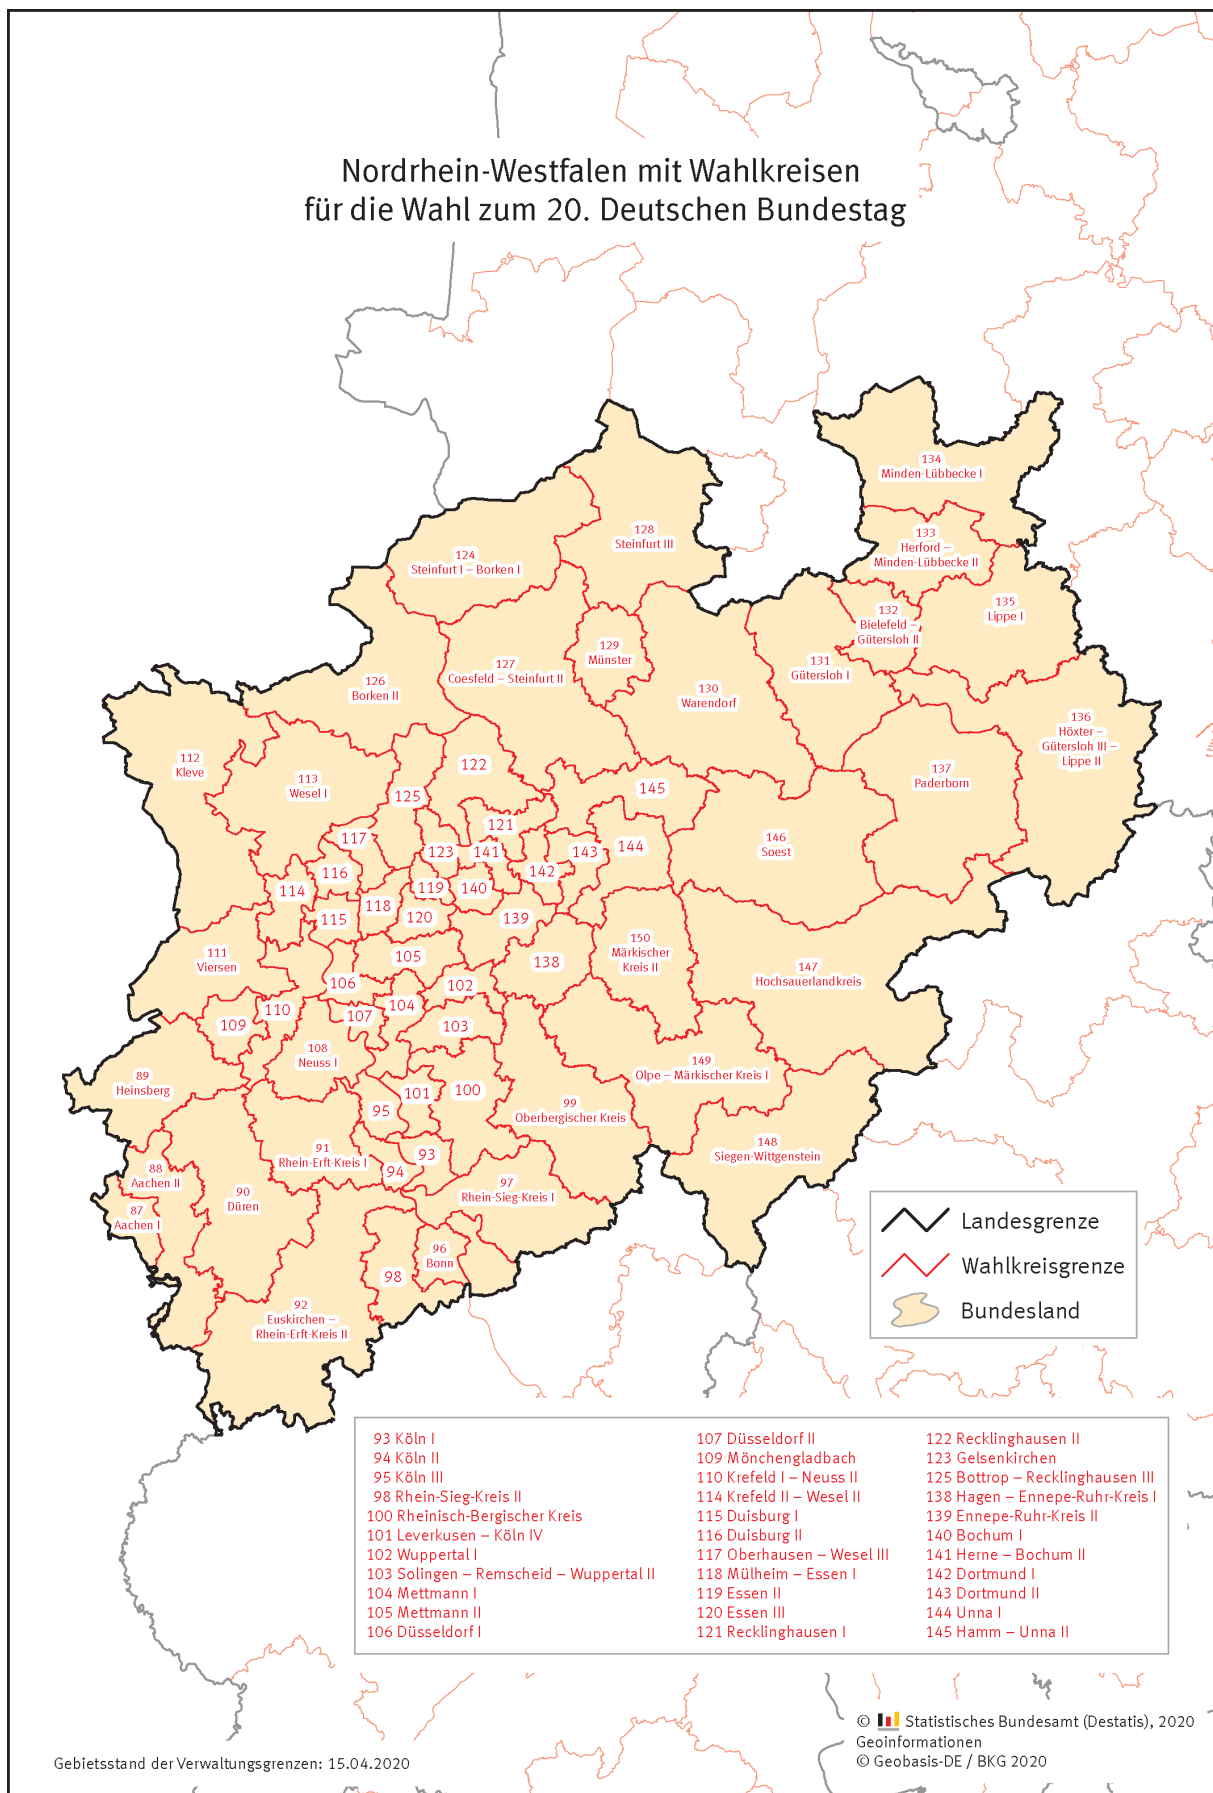 Nordrhein-Westfalen mit Wahlkreisen
für die Wahl zum 20. Deutschen Bundestag
134
Minden-Lübbecke I
128
Steinfurt III
133
Herford –
Minden-Lübbecke II
124
Steinfurt I – Borken I
135
Lippe I
132
Bielefeld –
Gütersloh II
129
Münster
127
Coesfeld – Steinfurt II
131
Gütersloh I
126
Borken II
130
Warendorf
136
Höxter –
Gütersloh III –
Lippe II
112
Kleve
113
Wesel I
122
137
Paderborn
145
125
121
117
123
141
143
144
146
Soest
116
142
114
119
140
118
115
120
139
150
Märkischer
Kreis II
111
Viersen
105
138
147
Hochsauerlandkreis
106
102
104
110
107
109
103
108
Neuss I
149
Olpe – Märkischer Kreis I
89
Heinsberg
101
100
99
Oberbergischer Kreis
95
91
Rhein-Erft-Kreis I
93
148
Siegen-Wittgenstein
88
Aachen II
94
90
Düren
97
Rhein-Sieg-Kreis I
87
Aachen I
96
Bonn
98
92
Euskirchen –
Rhein-Erft-Kreis II
Landesgrenze
Wahlkreisgrenze
Bundesland
93 Köln I
94 Köln II
95 Köln III
98 Rhein-Sieg-Kreis II
100 Rheinisch-Bergischer Kreis
101 Leverkusen – Köln IV
102 Wuppertal I
103 Solingen – Remscheid – Wuppertal II
104 Mettmann I
105 Mettmann II
106 Düsseldorf I
107 Düsseldorf II
109 Mönchengladbach
110 Krefeld I – Neuss II
114 Krefeld II – Wesel II
115 Duisburg I
116 Duisburg II
117 Oberhausen – Wesel III
118 Mülheim – Essen I
119 Essen II
120 Essen III
121 Recklinghausen I
122 Recklinghausen II
123 Gelsenkirchen
125 Bottrop – Recklinghausen III
138 Hagen – Ennepe-Ruhr-Kreis I
139 Ennepe-Ruhr-Kreis II
140 Bochum I
141 Herne – Bochum II
142 Dortmund I
143 Dortmund II
144 Unna I
145 Hamm – Unna II
© Statistisches Bundesamt (Destatis), 2020
Geoinformationen
© Geobasis-DE / BKG 2020
Gebietsstand der Verwaltungsgrenzen: 15.04.2020